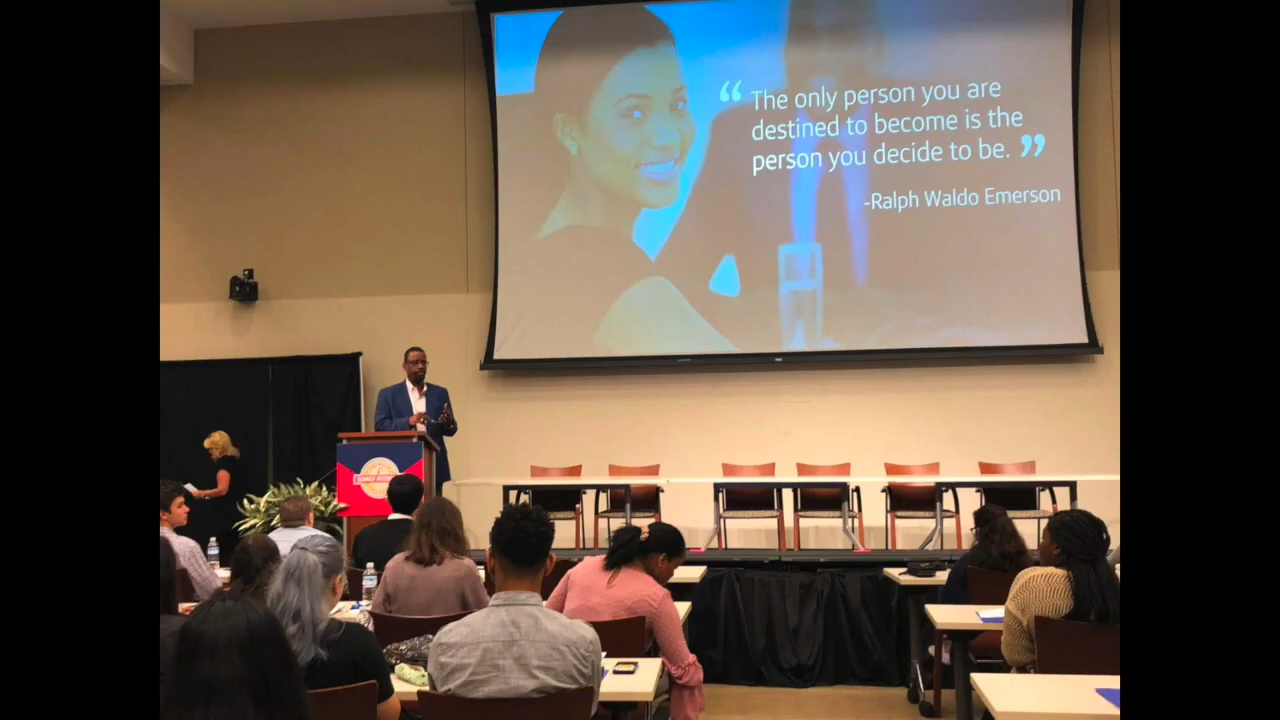 “ The only person you are
destined to become is the
person you decide to be. ”
-Ralph Waldo Emerson